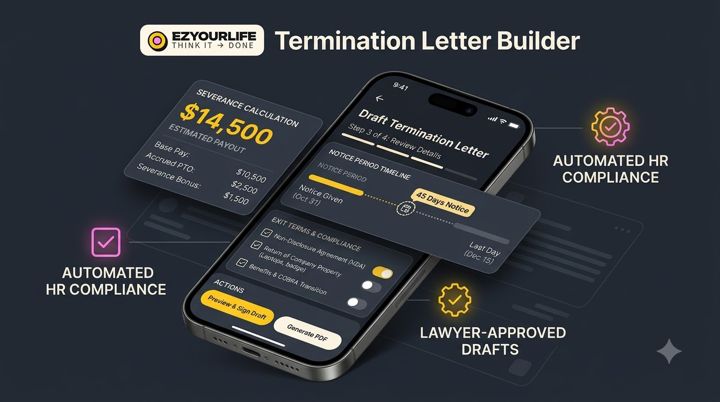 EZYOURLIFE
THINK IT → DONE
Termination Letter Builder
SEVERANCE CALCULATION
$14,500
ESTIMATED PAYOUT
Base Pay: $10,500
Accrued PTO: $2,500
Severance Bonus: $1,500
9:41
Draft Termination Letter
Step 3 of 4: Review Details
NOTICE PERIOD TIMELINE
NOTICE PERIOD
45 Days Notice
Notice Given
(Oct 31)
Last Day
(Dec 15)
EXIT TERMS & COMPLIANCE
Non-Disclosure Agreement (NDA)
Return of Company Property
(Laptops, badge)
Benefits & COBRA Transition
ACTIONS
Preview & Sign Draft
Generate PDF
AUTOMATED HR
COMPLIANCE
AUTOMATED
HR COMPLIANCE
LAWYER-APPROVED
DRAFTS